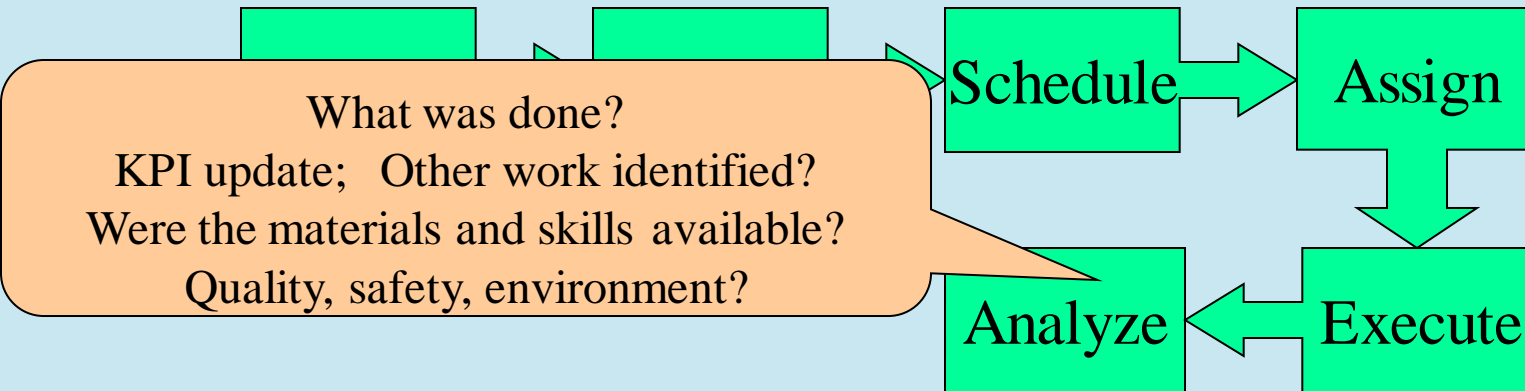 Schedule
Assign
What was done?
KPI update; Other work identified?
Were the materials and skills available?
Quality, safety, environment?
Analyze
Execute